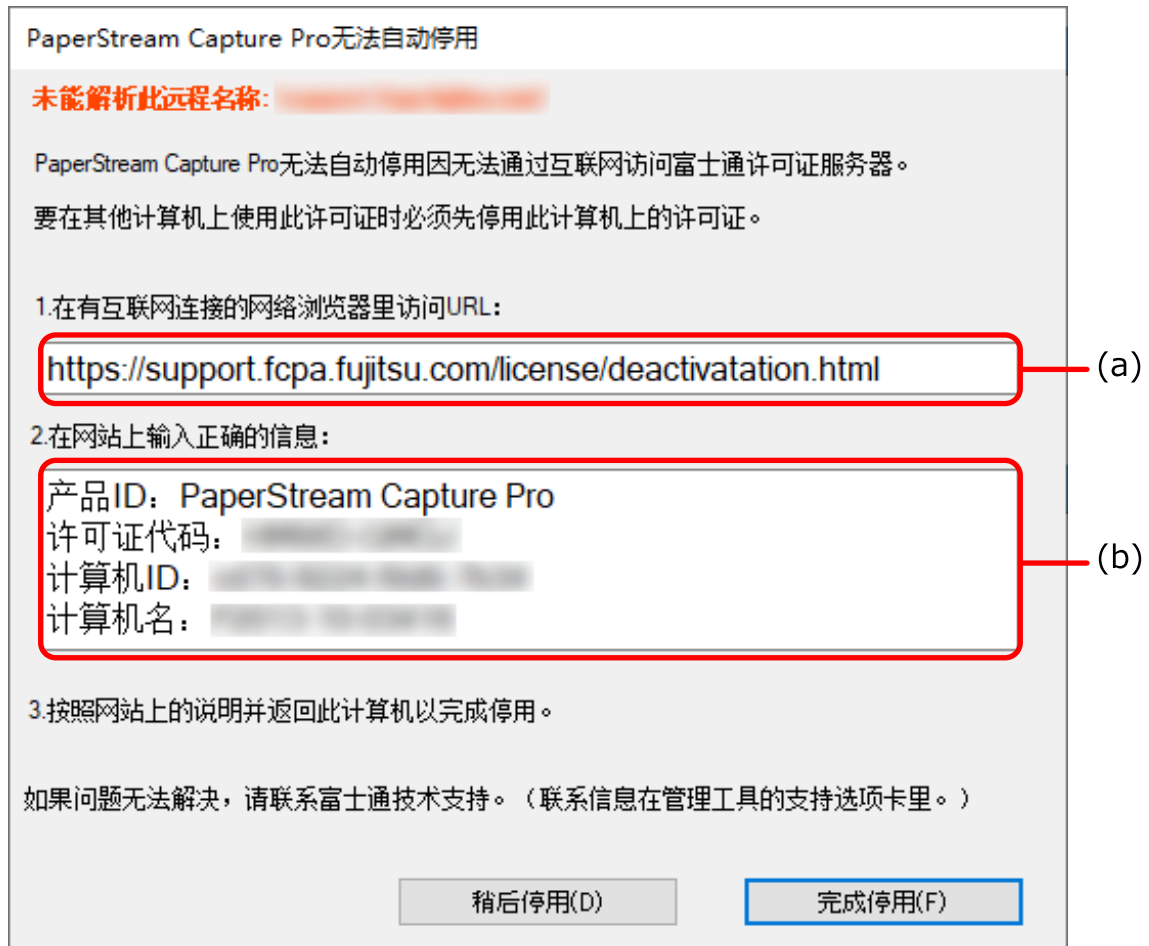 PaperStream Capture Pro无法自动停用
未能解析此远程名称:
PaperStream Capture Pro无法自动停用因无法通过互联网访问富士通许可证服务器。
要在其他计算机上使用此许可证时必须先停用此计算机上的许可证。
1.在有互联网连接的网络浏览器里访问URL：
https://support.fcpa.fujitsu.com/license/deactivatation.html
(a)
2.在网站上输入正确的信息：
产品ID：PaperStream Capture Pro
许可证代码：
计算机ID：
计算机名：
(b)
3.按照网站上的说明并返回此计算机以完成停用。
如果问题无法解决，请联系富士通技术支持。（联系信息在管理工具的支持选项卡里。）
稍后停用(D)
完成停用(F)